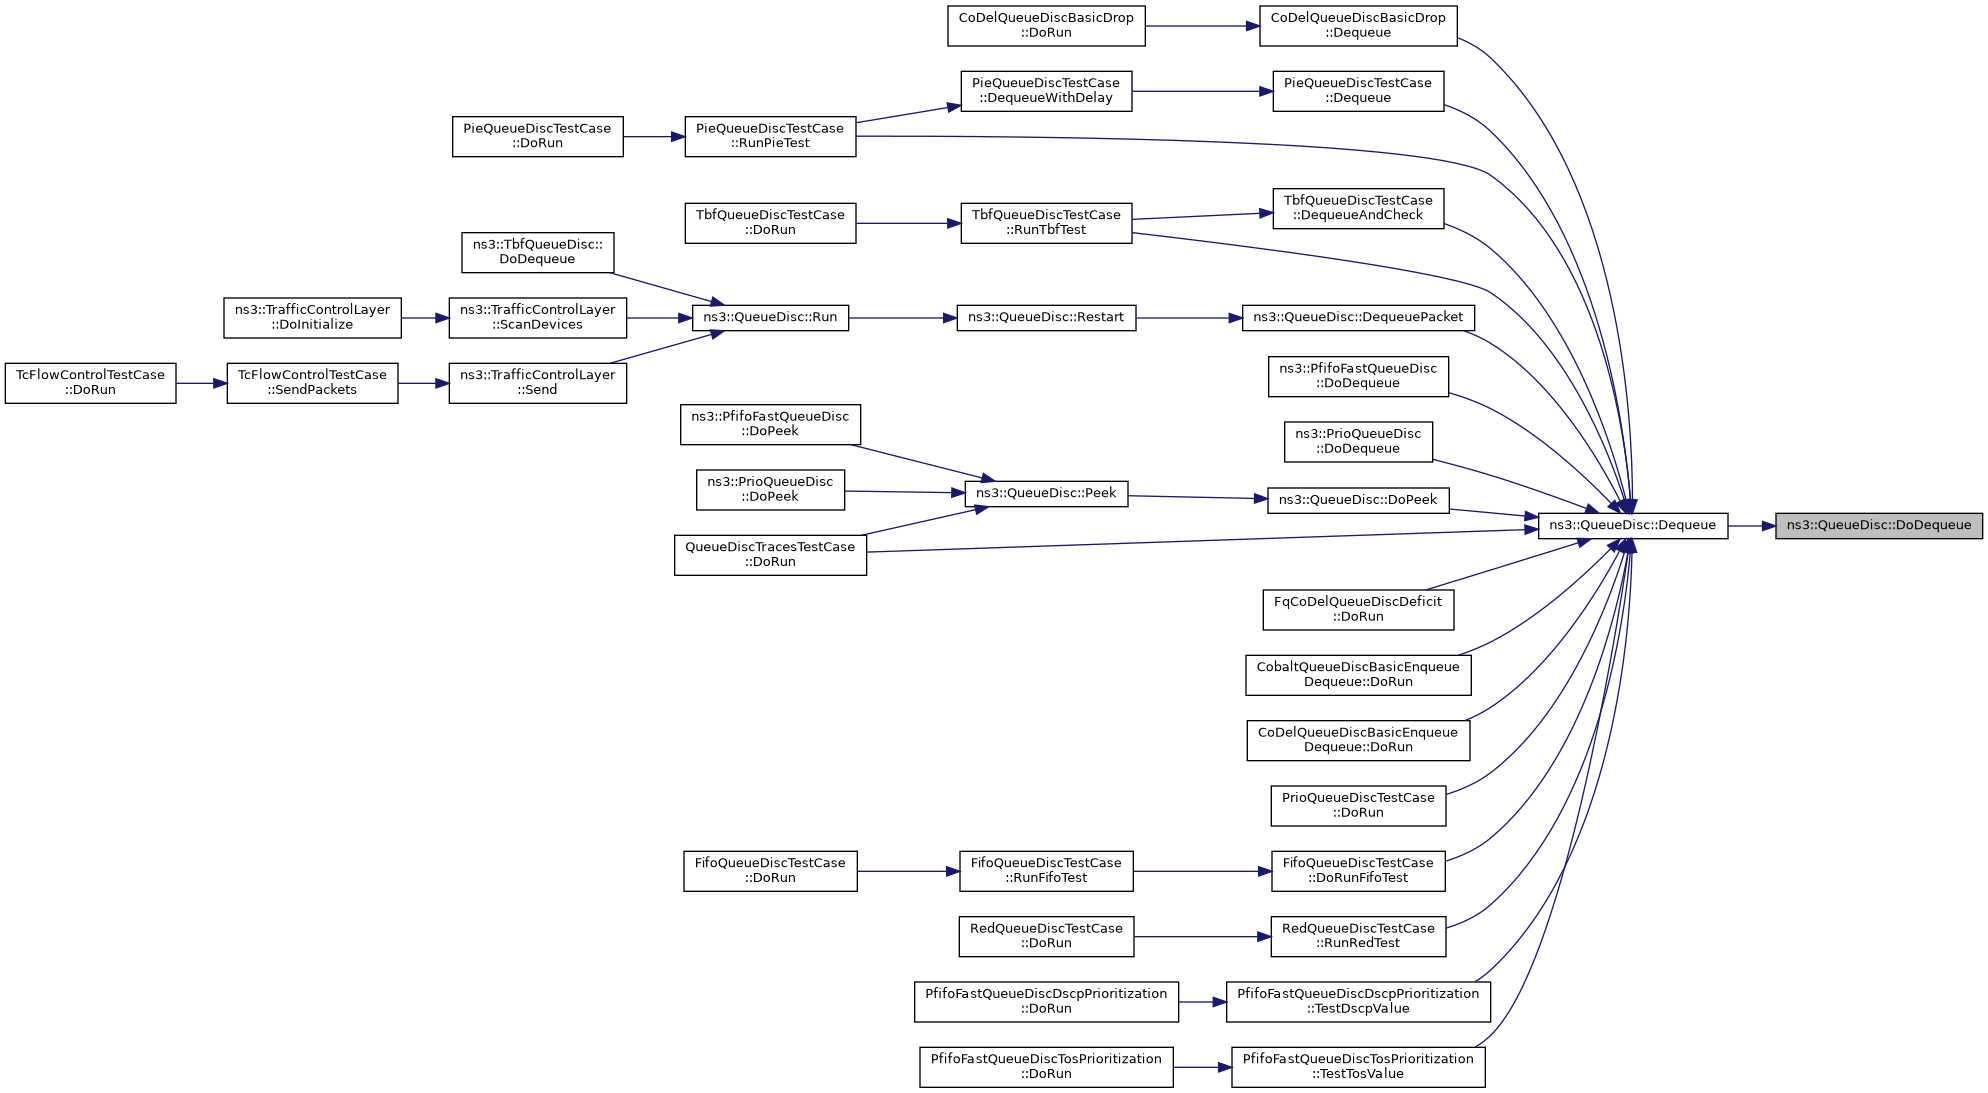 CoDelQueueDiscBasicDrop
::DoRun
CoDelQueueDiscBasicDrop
::Dequeue
PieQueueDiscTestCase
::DequeueWithDelay
PieQueueDiscTestCase
::Dequeue
PieQueueDiscTestCase
::DoRun
PieQueueDiscTestCase
::RunPieTest
TbfQueueDiscTestCase
::DoRun
TbfQueueDiscTestCase
::RunTbfTest
TbfQueueDiscTestCase
::DequeueAndCheck
ns3::TbfQueueDisc::
DoDequeue
ns3::TrafficControlLayer
::DoInitialize
ns3::TrafficControlLayer
::ScanDevices
ns3::QueueDisc::Run
ns3::QueueDisc::Restart
ns3::QueueDisc::DequeuePacket
TcFlowControlTestCase
::DoRun
TcFlowControlTestCase
::SendPackets
ns3::TrafficControlLayer
::Send
ns3::PfifoFastQueueDisc
::DoDequeue
ns3::PfifoFastQueueDisc
::DoPeek
ns3::PrioQueueDisc
::DoDequeue
ns3::PrioQueueDisc
::DoPeek
ns3::QueueDisc::Peek
ns3::QueueDisc::DoPeek
ns3::QueueDisc::Dequeue
ns3::QueueDisc::DoDequeue
QueueDiscTracesTestCase
::DoRun
FqCoDelQueueDiscDeficit
::DoRun
CobaltQueueDiscBasicEnqueue
Dequeue::DoRun
CoDelQueueDiscBasicEnqueue
Dequeue::DoRun
PrioQueueDiscTestCase
::DoRun
FifoQueueDiscTestCase
::DoRun
FifoQueueDiscTestCase
::RunFifoTest
FifoQueueDiscTestCase
::DoRunFifoTest
RedQueueDiscTestCase
::DoRun
RedQueueDiscTestCase
::RunRedTest
PfifoFastQueueDiscDscpPrioritization
::DoRun
PfifoFastQueueDiscDscpPrioritization
::TestDscpValue
PfifoFastQueueDiscTosPrioritization
::DoRun
PfifoFastQueueDiscTosPrioritization
::TestTosValue